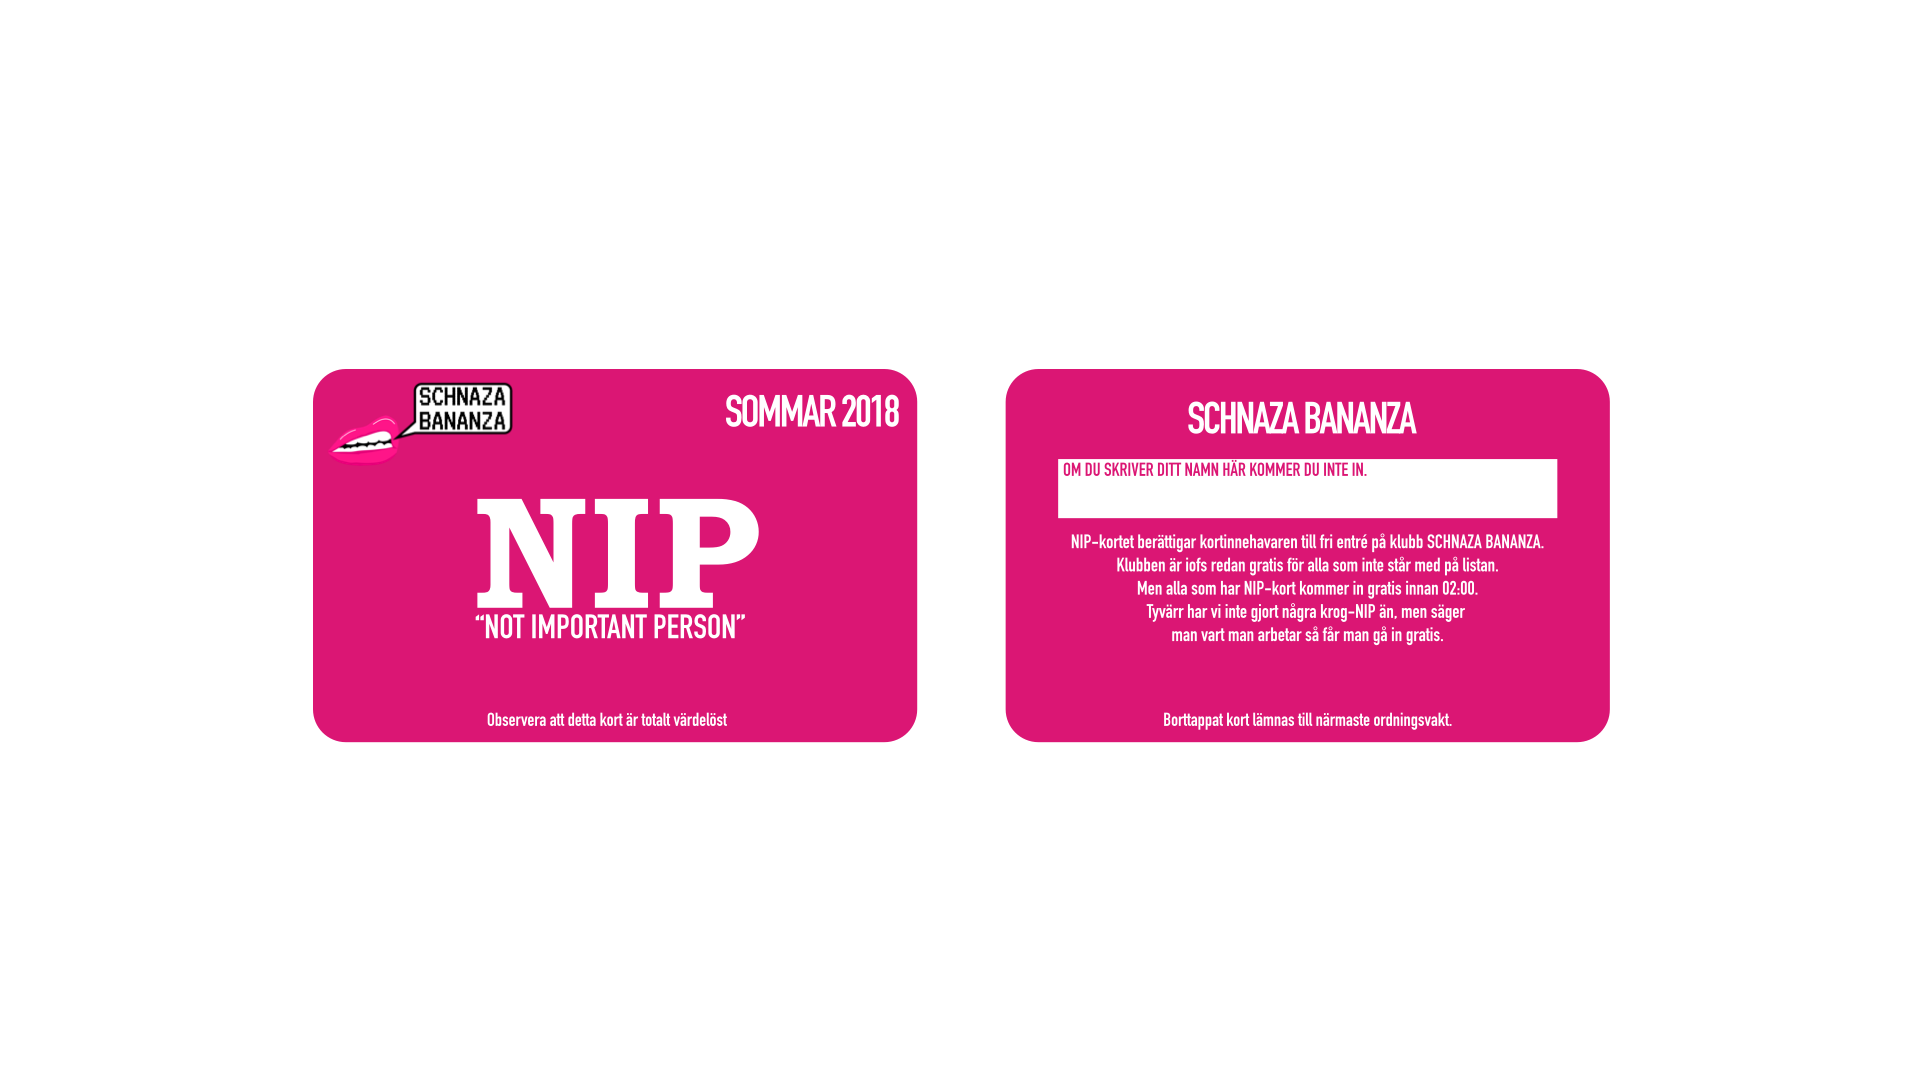 SCHNAZA
BANANZA
SOMMAR 2018
NIP
“NOT IMPORTANT PERSON”
Observera att detta kort är totalt värdelöst
SCHNAZA BANANZA
OM DU SKRIVER DITT NAMN HÄR KOMMER DU INTE IN.
NIP-kortet berättigar kortinnehavaren till fri entré på klubb SCHNAZA BANANZA.
Klubben är iofs redan gratis för alla som inte står med på listan.
Men alla som har NIP-kort kommer in gratis innan 02:00.
Tyvärr har vi inte gjort några krog-NIP än, men säger
man vart man arbetar så får man gå in gratis.
Borttappat kort lämnas till närmaste ordningsvakt.